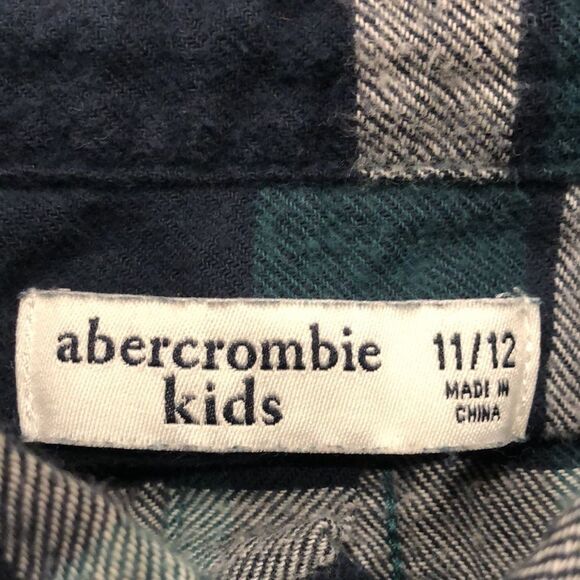 abercrombie
kids
11/12
MADE IN
CHINA